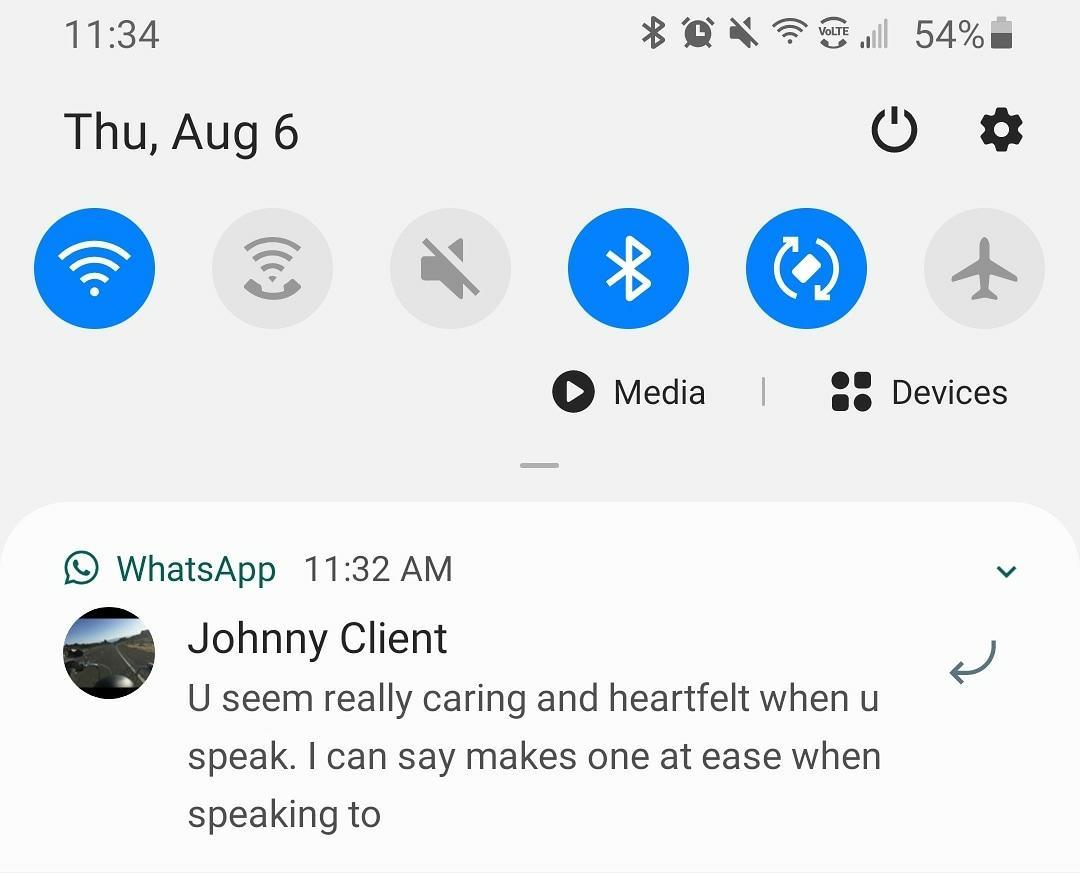 11:34 VoLTE 54%
Thu, Aug 6
Media | Devices
WhatsApp 11:32 AM
Johnny Client
U seem really caring and heartfelt when u
speak. I can say makes one at ease when
speaking to